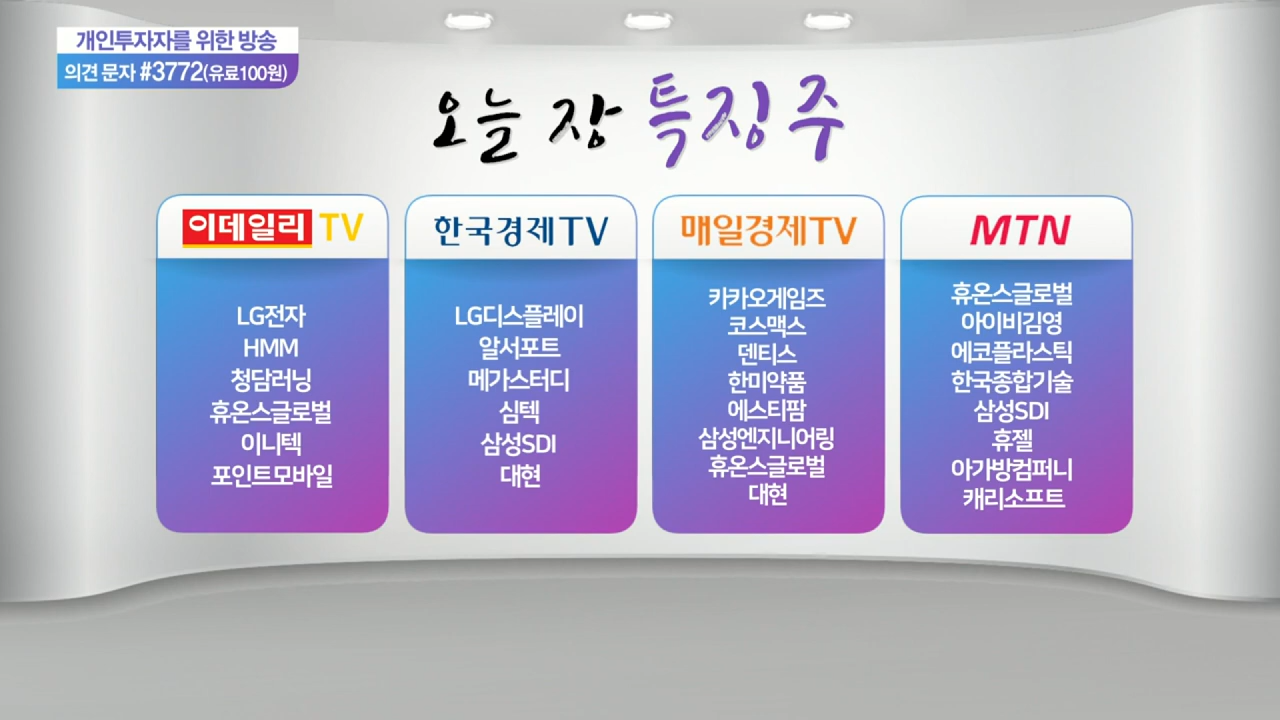 개인투자자를 위한 방송
의견 문자 #3772(유료100원)
오늘 장 특징주
이데일리 TV
LG전자
HMM
청담러닝
휴온스글로벌
이니텍
포인트모바일
한국경제TV
LG디스플레이
알서포트
메가스터디
심텍
삼성SDI
대현
매일경제TV
카카오게임즈
코스맥스
덴티스
한미약품
에스티팜
삼성엔지니어링
휴온스글로벌
대현
MTN
휴온스글로벌
아이비김영
에코플라스틱
한국종합기술
삼성SDI
휴젤
아가방컴퍼니
캐리소프트